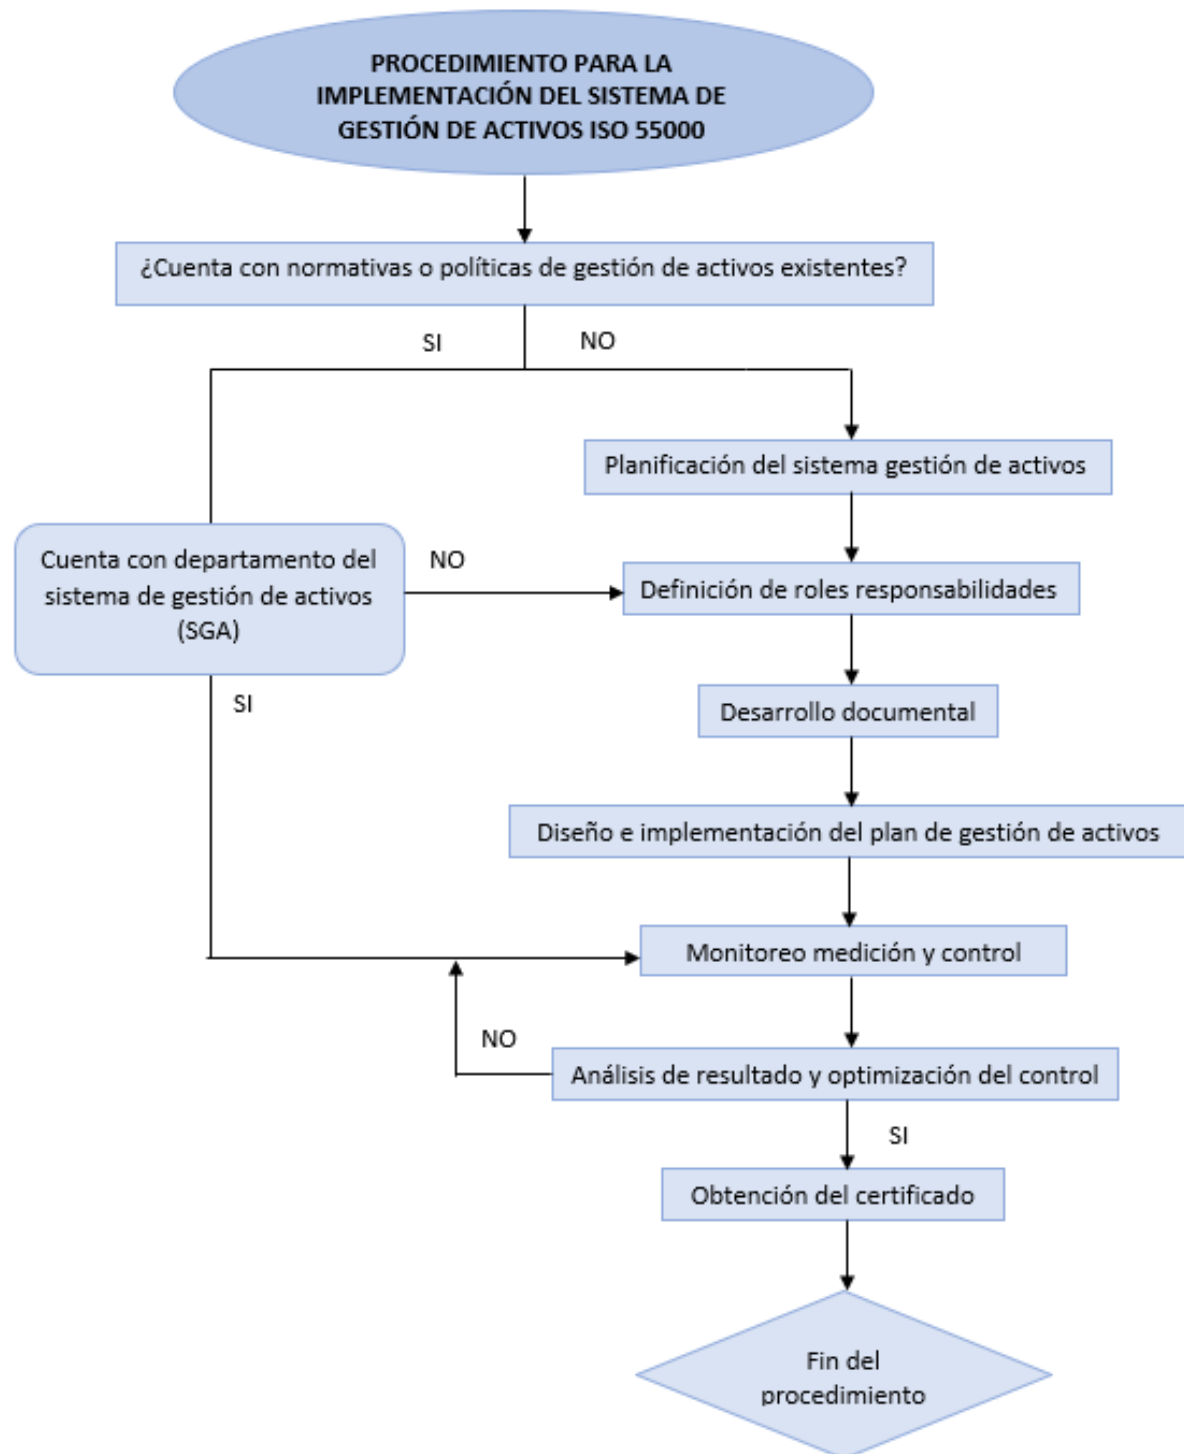 PROCEDIMIENTO PARA LA
IMPLEMENTACIÓN DEL SISTEMA DE
GESTIÓN DE ACTIVOS ISO 55000
¿Cuenta con normativas o políticas de gestión de activos existentes?
SI
NO
Planificación del sistema gestión de activos
Cuenta con departamento del
sistema de gestión de activos
(SGA)
NO
Definición de roles responsabilidades
SI
Desarrollo documental
Diseño e implementación del plan de gestión de activos
Monitoreo medición y control
NO
Análisis de resultado y optimización del control
SI
Obtención del certificado
Fin del
procedimiento